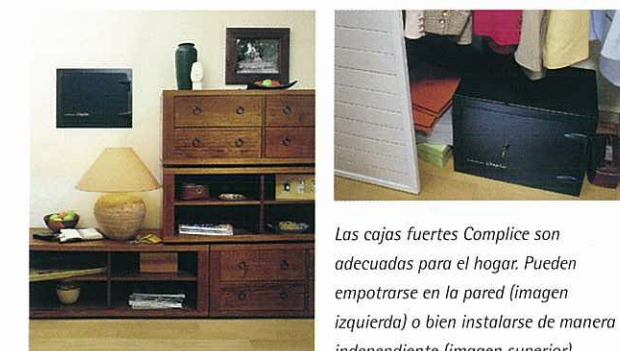 Las cajas fuertes Complice son
adecuadas para el hogar. Pueden
empotrarse en la pared (imagen
izquierda) o bien instalarse de manera
independiente (imagen superior)